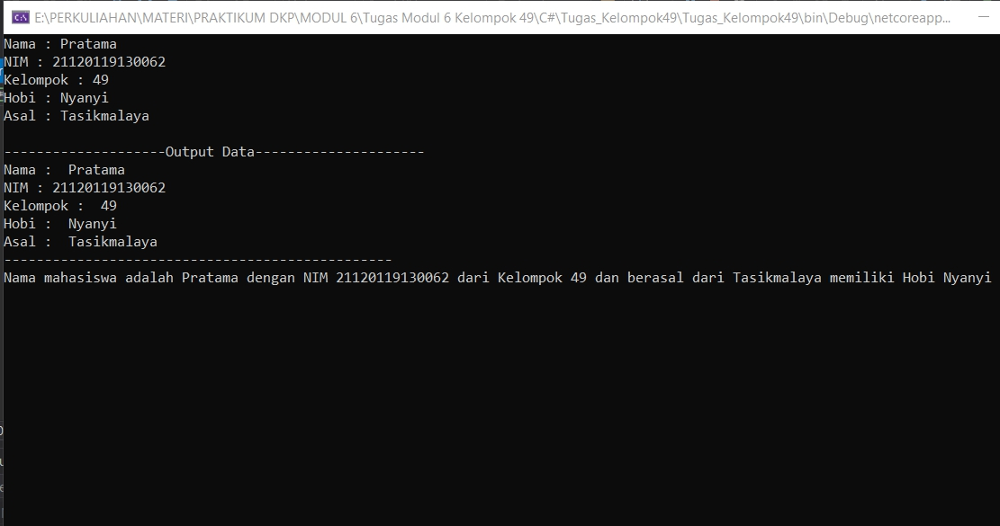 E:\PERKULIAHAN\MATERI\PRAKTIKUM DKP\MODUL 6\Tugas Modul 6 Kelompok 49\C#\Tugas_Kelompok49\Tugas_Kelompok49\bin\Debug\netcoreapp...
Nama : Pratama
NIM : 21120119130062
Kelompok : 49
Hobi : Nyanyi
Asal : Tasikmalaya
--------------------Output Data---------------------
Nama :  Pratama
NIM : 21120119130062
Kelompok :  49
Hobi :  Nyanyi
Asal :  Tasikmalaya
------------------------------------------------
Nama mahasiswa adalah Pratama dengan NIM 21120119130062 dari Kelompok 49 dan berasal dari Tasikmalaya memiliki Hobi Nyanyi